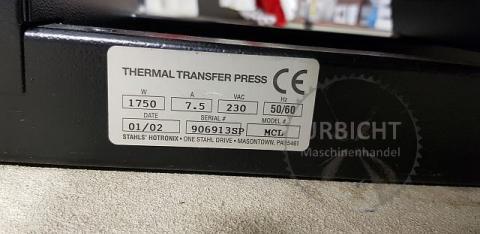 THERMAL TRANSFER PRESS CE
W A VAC Hz
1750 7.5 230 50/60
DATE SERIAL # MODEL #
01/02 906913SP MCL
STAHLS' HOTRONIX • ONE STAHL DRIVE • MASONTOWN, PA 15461
URBICHT
Maschinenhandel